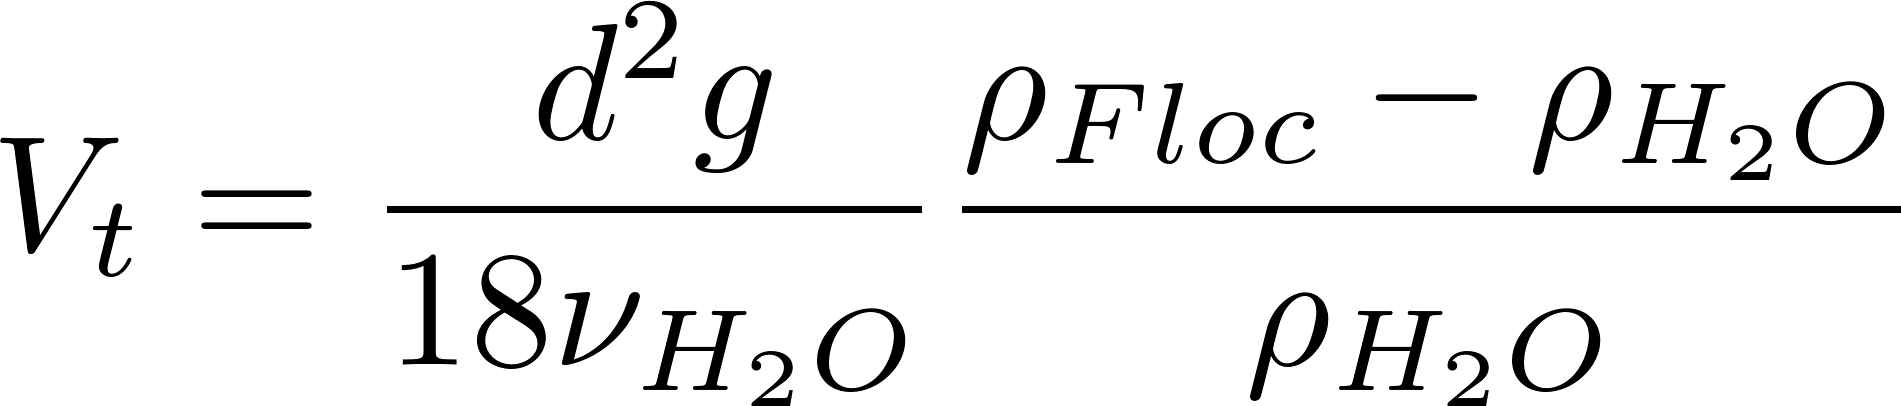 V_t = \frac{d^2 g}{18 \nu_{H_2O}} \frac{\rho_{Floc} - \rho_{H_2O}}{\rho_{H_2O}}